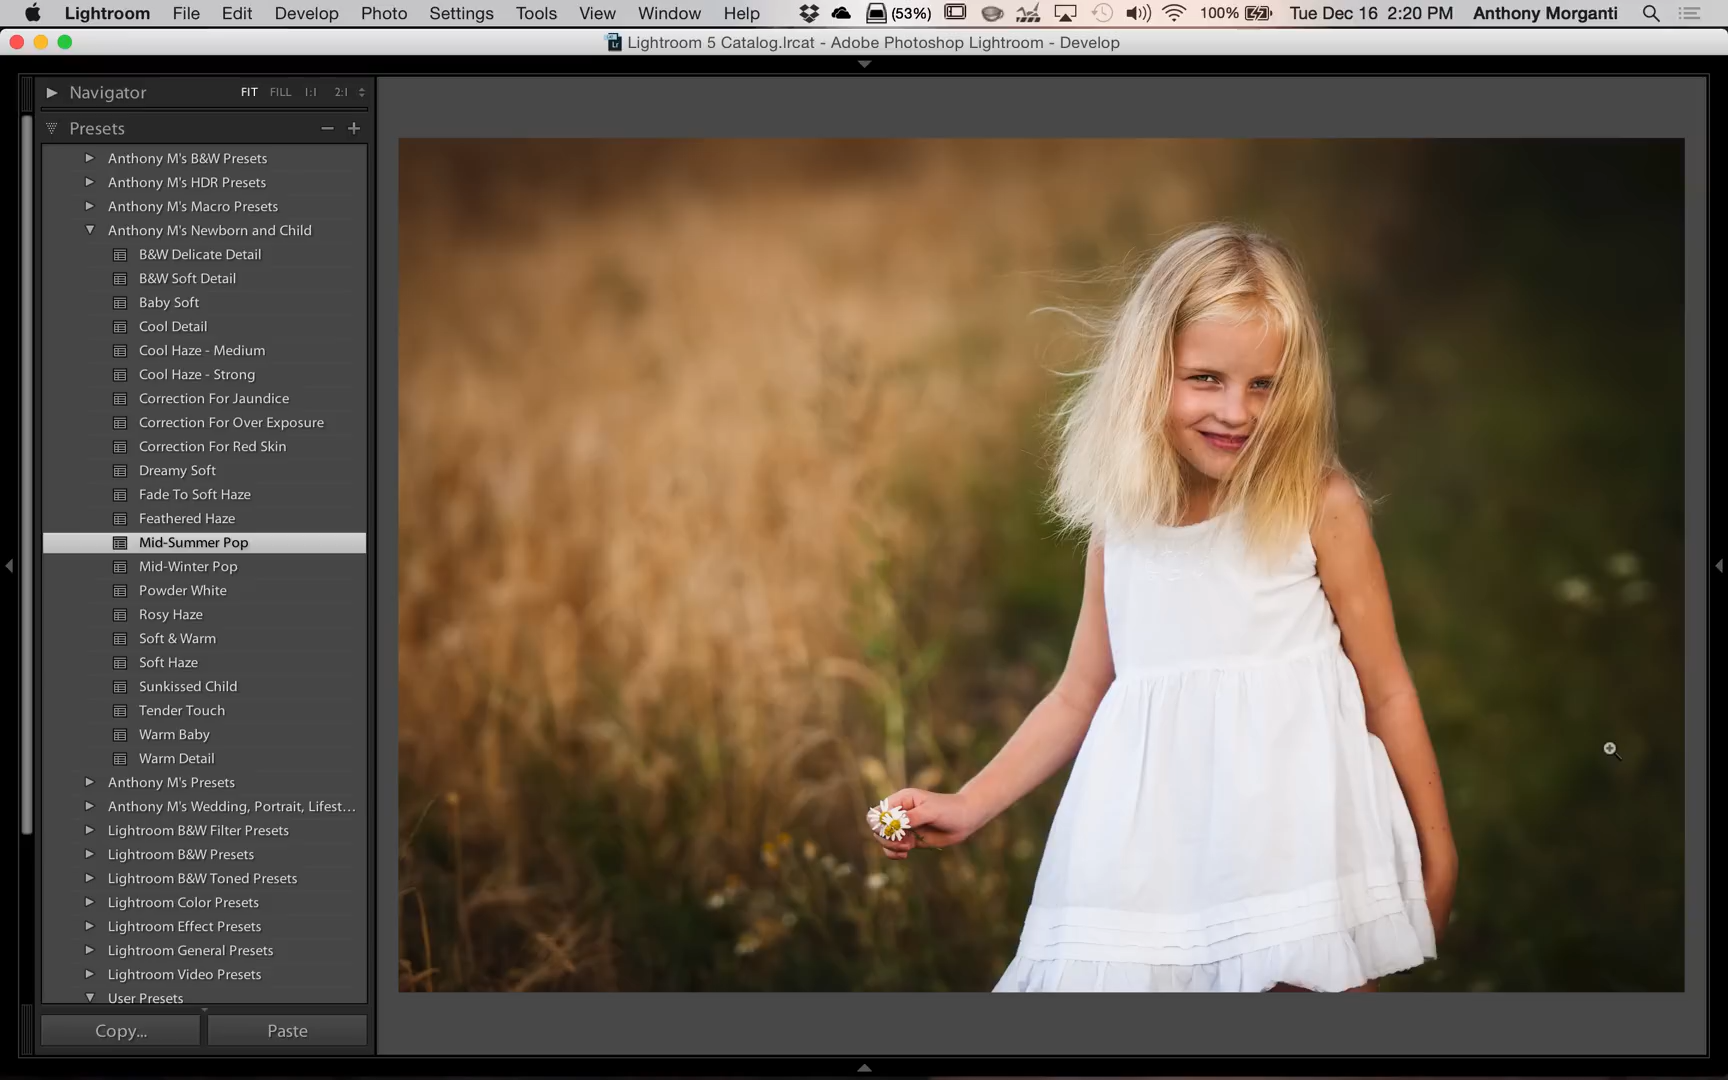 Lightroom File Edit Develop Photo Settings Tools View Window Help (53%) 100% Tue Dec 16 2:20 PM Anthony Morganti
Lightroom 5 Catalog.lrcat - Adobe Photoshop Lightroom - Develop
Navigator FIT FILL 1:1 2:1
Presets
Anthony M's B&W Presets
Anthony M's HDR Presets
Anthony M's Macro Presets
Anthony M's Newborn and Child
B&W Delicate Detail
B&W Soft Detail
Baby Soft
Cool Detail
Cool Haze - Medium
Cool Haze - Strong
Correction For Jaundice
Correction For Over Exposure
Correction For Red Skin
Dreamy Soft
Fade To Soft Haze
Feathered Haze
Mid-Summer Pop
Mid-Winter Pop
Powder White
Rosy Haze
Soft & Warm
Soft Haze
Sunkissed Child
Tender Touch
Warm Baby
Warm Detail
Anthony M's Presets
Anthony M's Wedding, Portrait, Lifest...
Lightroom B&W Filter Presets
Lightroom B&W Presets
Lightroom B&W Toned Presets
Lightroom Color Presets
Lightroom Effect Presets
Lightroom General Presets
Lightroom Video Presets
User Presets
Copy... Paste